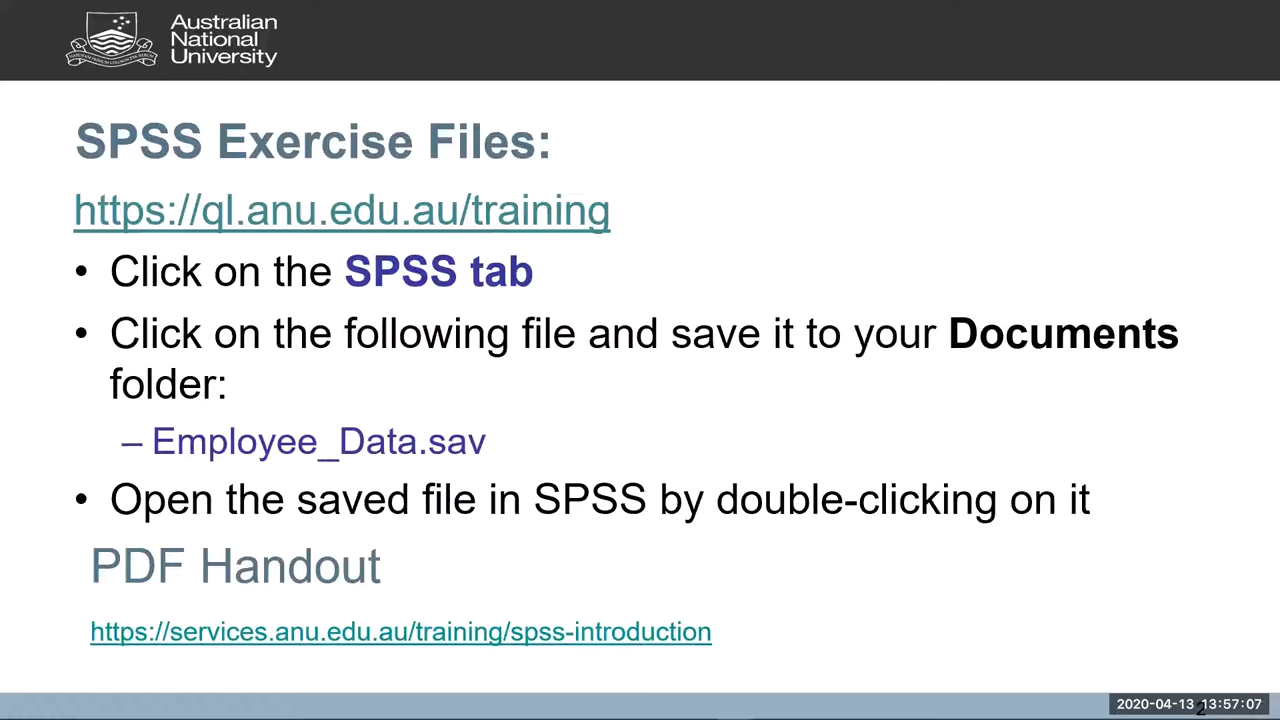 Australian
National
University
SPSS Exercise Files:
https://ql.anu.edu.au/training
• Click on the SPSS tab
• Click on the following file and save it to your Documents
folder:
– Employee_Data.sav
• Open the saved file in SPSS by double-clicking on it
PDF Handout
https://services.anu.edu.au/training/spss-introduction
2020-04-13 13:57:07
2